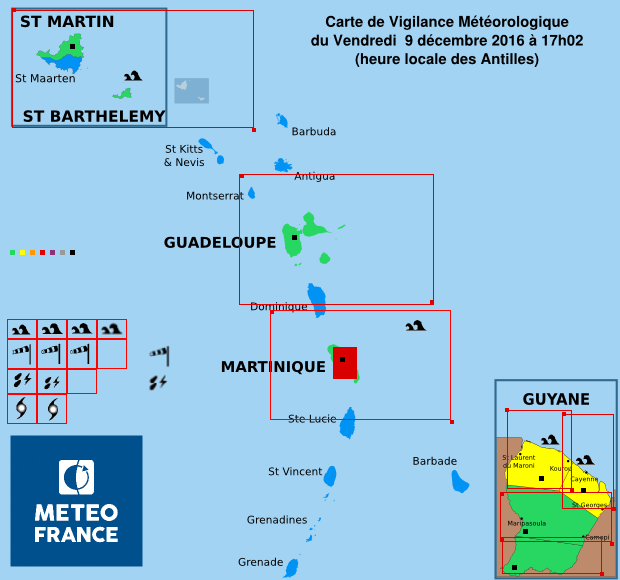 Carte de Vigilance Météorologique
du Vendredi 9 décembre 2016 à 17h02
(heure locale des Antilles)
ST MARTIN
St Maarten
ST BARTHELEMY
Barbuda
St Kitts
& Nevis
Antigua
Montserrat
GUADELOUPE
Dominique
MARTINIQUE
Ste Lucie
St Vincent
Barbade
Grenadines
Grenade
METEO
FRANCE
GUYANE
St Laurent
du Maroni
Kourou
Cayenne
St Georges
Maripasoula
Camopi